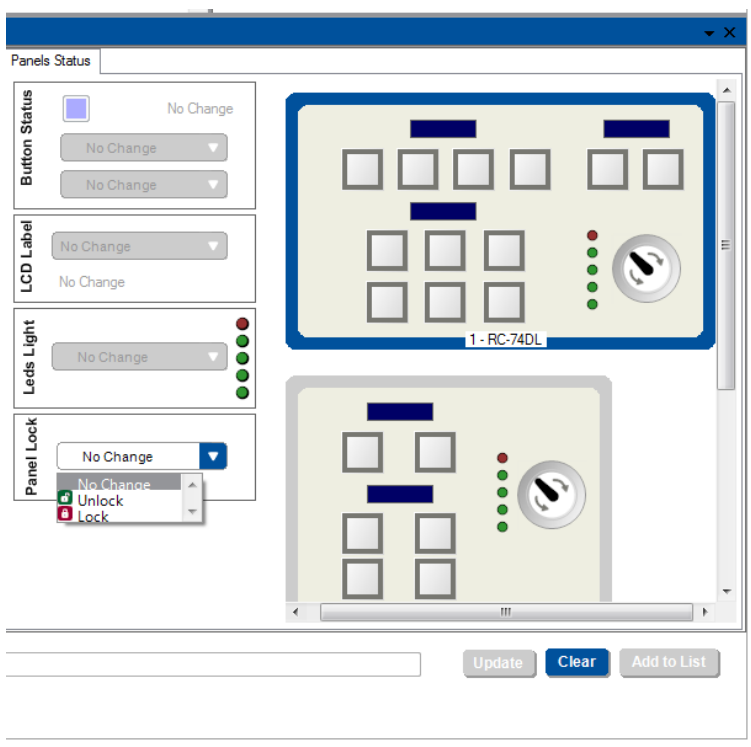 Panels Status
Button Status
No Change
No Change
No Change
LCD Label
No Change
No Change
Leds Light
No Change
Panel Lock
No Change
No Change
Unlock
Lock
1 - RC-74DL
Update
Clear
Add to List